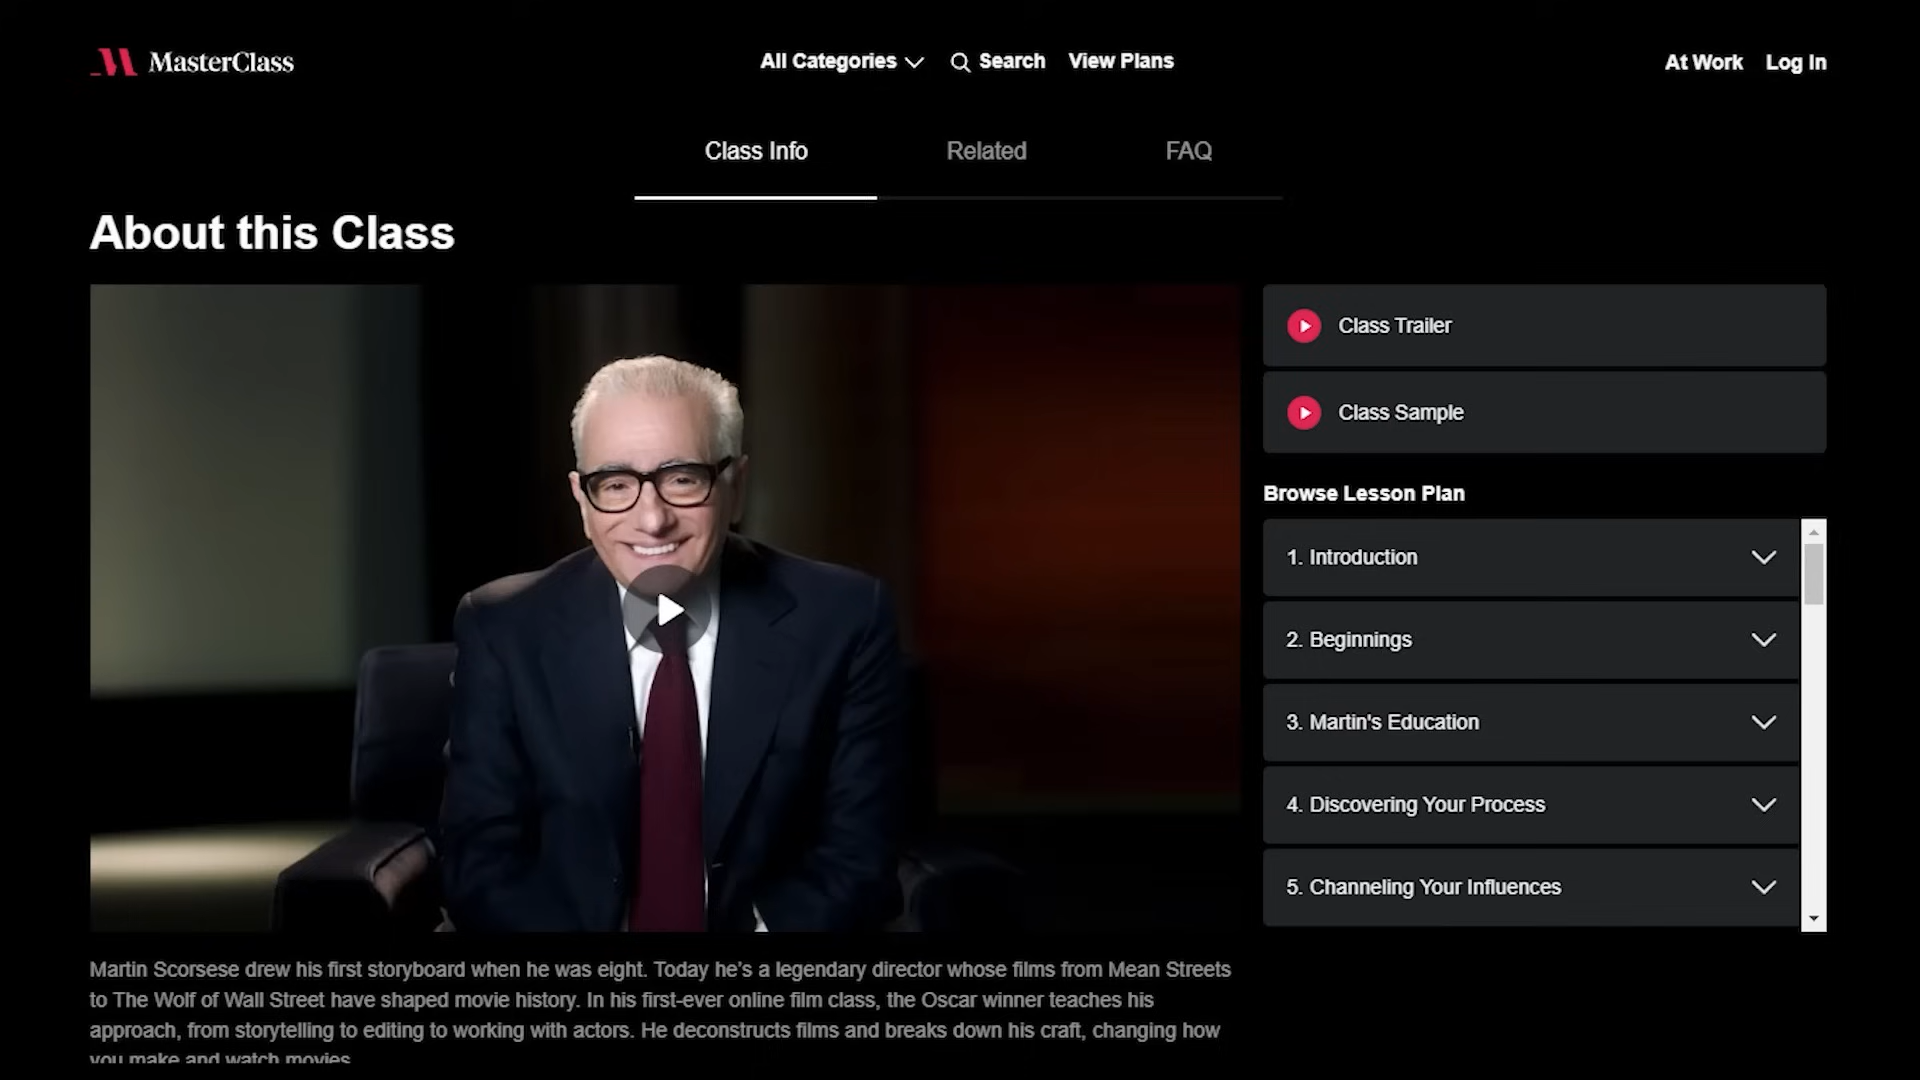 MasterClass
All Categories
Search
View Plans
At Work
Log In
Class Info
Related
FAQ
About this Class
Class Trailer
Class Sample
Browse Lesson Plan
1. Introduction
2. Beginnings
3. Martin's Education
4. Discovering Your Process
5. Channeling Your Influences
Martin Scorsese drew his first storyboard when he was eight. Today he's a legendary director whose films from Mean Streets
to The Wolf of Wall Street have shaped movie history. In his first-ever online film class, the Oscar winner teaches his
approach, from storytelling to editing to working with actors. He deconstructs films and breaks down his craft, changing how
you make and watch movies.